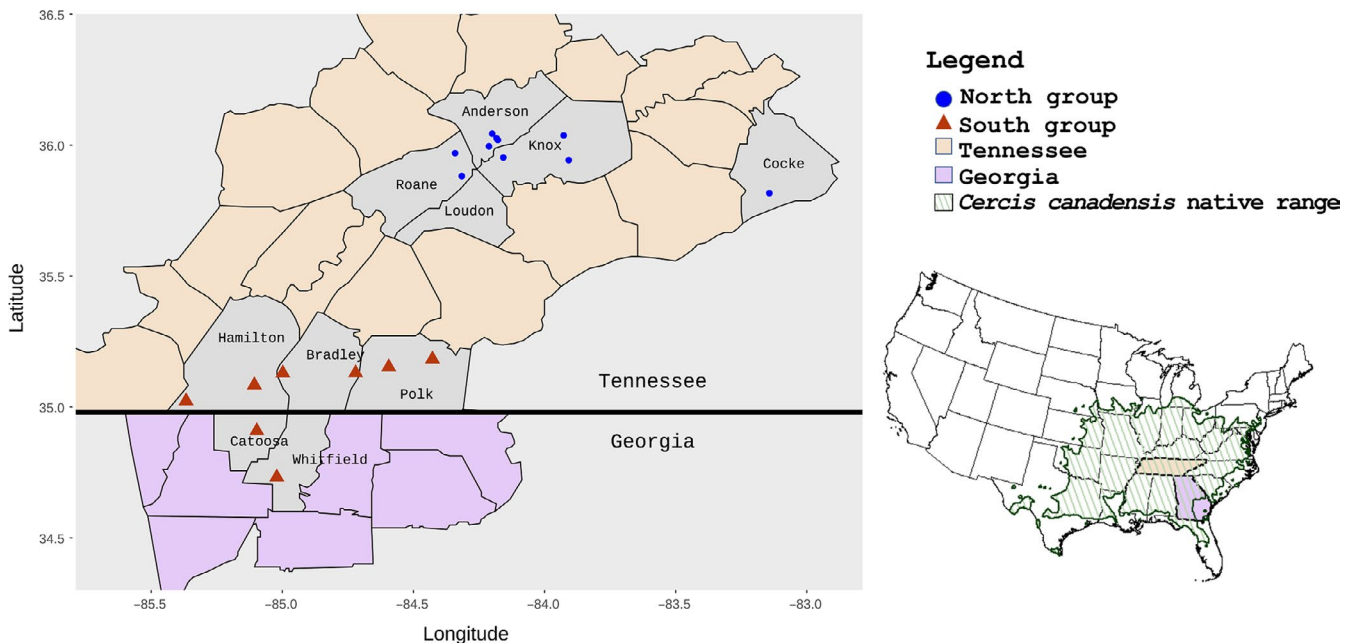 36.5
36.0
35.5
35.0
34.5
Latitude
Anderson
Knox
Cocke
Roane
Loudon
Hamilton
Bradley
Polk
Tennessee
Catoosa
Georgia
Whitfield
−85.5
−85.0
−84.5
−84.0
−83.5
−83.0
Longitude
Legend
North group
South group
Tennessee
Georgia
Cercis canadensis native range